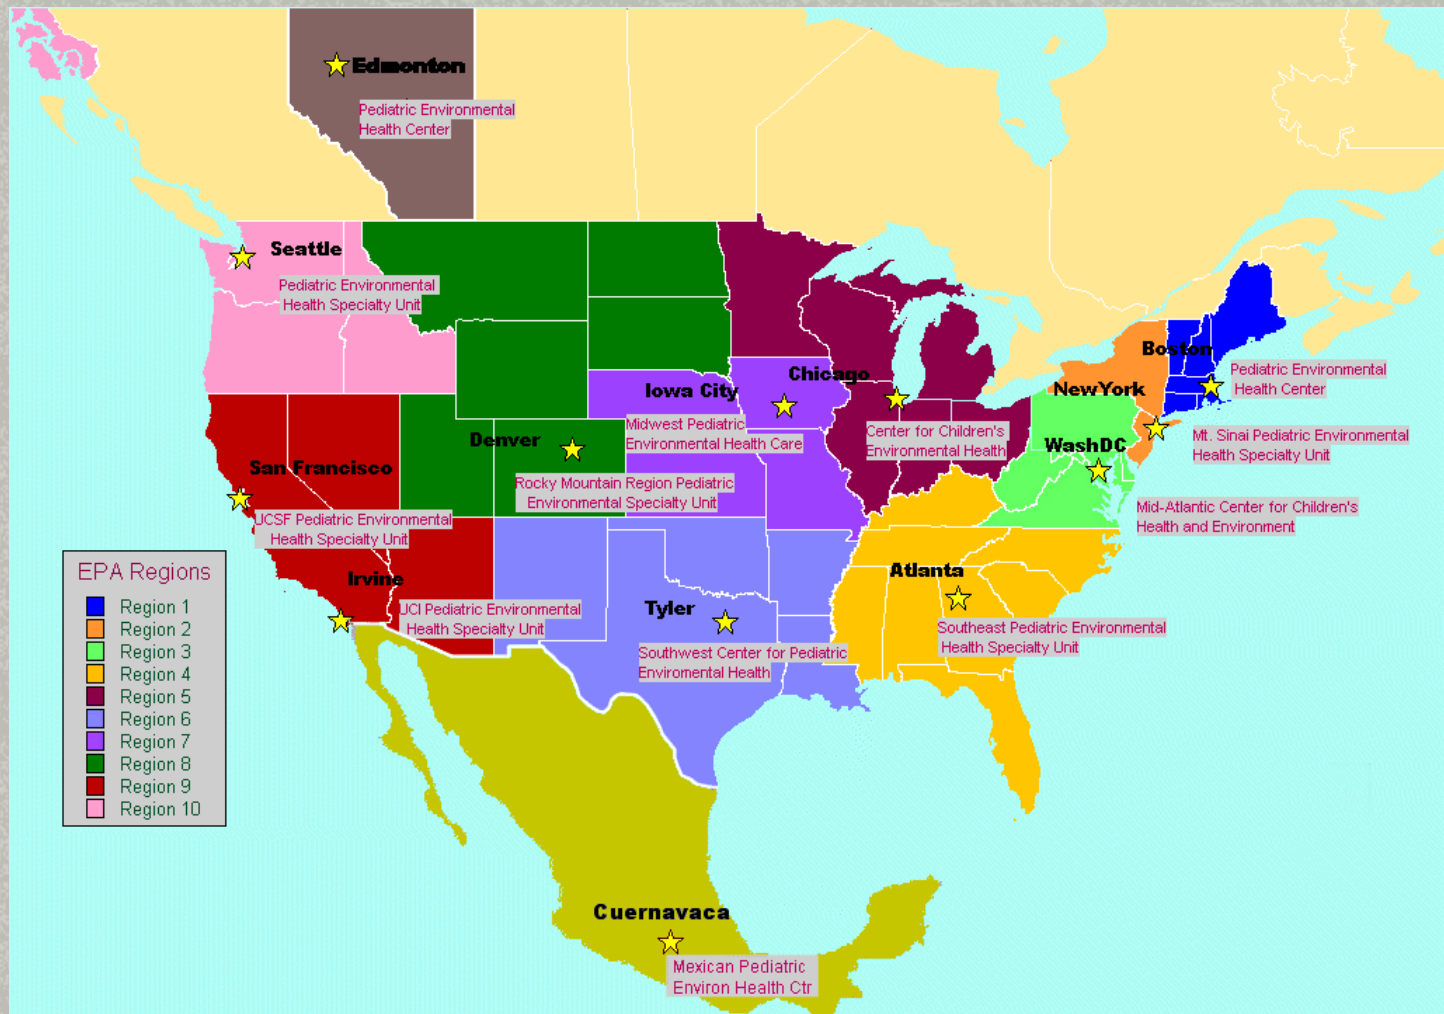 Edmonton
Pediatric Environmental
Health Center
Seattle
Pediatric Environmental
Health Specialty Unit
Boston
Pediatric Environmental
Health Center
NewYork
Mt. Sinai Pediatric Environmental
Health Specialty Unit
Chicago
Center for Children's
Environmental Health
Iowa City
Midwest Pediatric
Environmental Health Care
Denver
Rocky Mountain Region Pediatric
Environmental Specialty Unit
WashDC
Mid-Atlantic Center for Children's
Health and Environment
San Francisco
UCSF Pediatric Environmental
Health Specialty Unit
Irvine
UCI Pediatric Environmental
Health Specialty Unit
Tyler
Southwest Center for Pediatric
Enviromental Health
Atlanta
Southeast Pediatric Environmental
Health Specialty Unit
EPA Regions
Region 1
Region 2
Region 3
Region 4
Region 5
Region 6
Region 7
Region 8
Region 9
Region 10
Cuernavaca
Mexican Pediatric
Environ Health Ctr